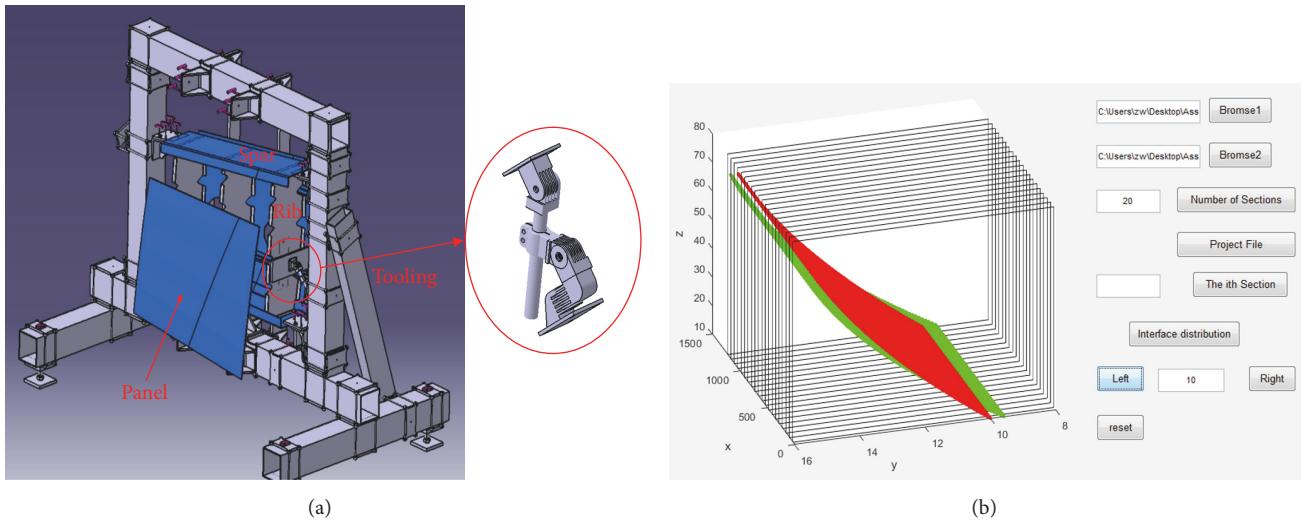 Spar
Rib
Tooling
Panel
(a)
80
70
60
50
40
30
20
10
z
1500
1000
500
0
x
16
14
12
10
8
y
C:\Users\zw\Desktop\Ass
Bromse1
C:\Users\zw\Desktop\Ass
Bromse2
20
Number of Sections
Project File
The ith Section
Interface distribution
Left
10
Right
reset
(b)